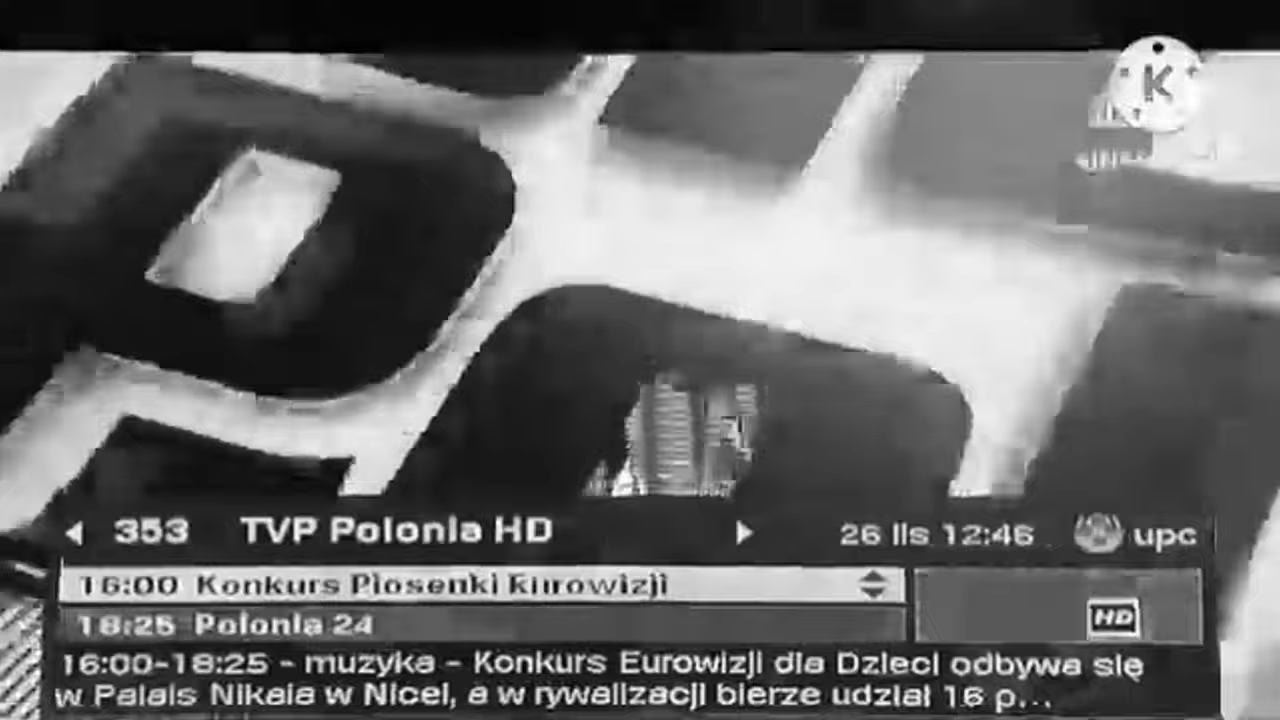 K
353 TVP Polonia HD 26 lis 12:46 upc
16:00 Konkurs Piosenki Eurowizji
HD
18:25 Polonia 24
16:00-18:25 - muzyka - Konkurs Eurowizji dla Dzieci odbywa się
w Palais Nikaia w Nicei, a w rywalizacji bierze udział 16 p...